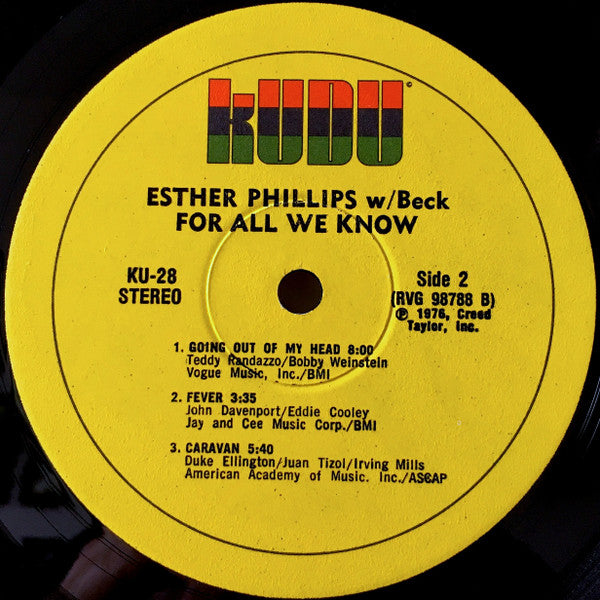 KUDU ©
ESTHER PHILLIPS w/Beck
FOR ALL WE KNOW
KU-28
STEREO
Side 2
(RVG 98788 B)
℗ 1976, Creed
Taylor, Inc.
1. GOING OUT OF MY HEAD 8:00
Teddy Randazzo/Bobby Weinstein
Vogue Music, Inc./BMI
2. FEVER 3:35
John Davenport/Eddie Cooley
Jay and Cee Music Corp./BMI
3. CARAVAN 5:40
Duke Ellington/Juan Tizol/Irving Mills
American Academy of Music. Inc./ASCAP